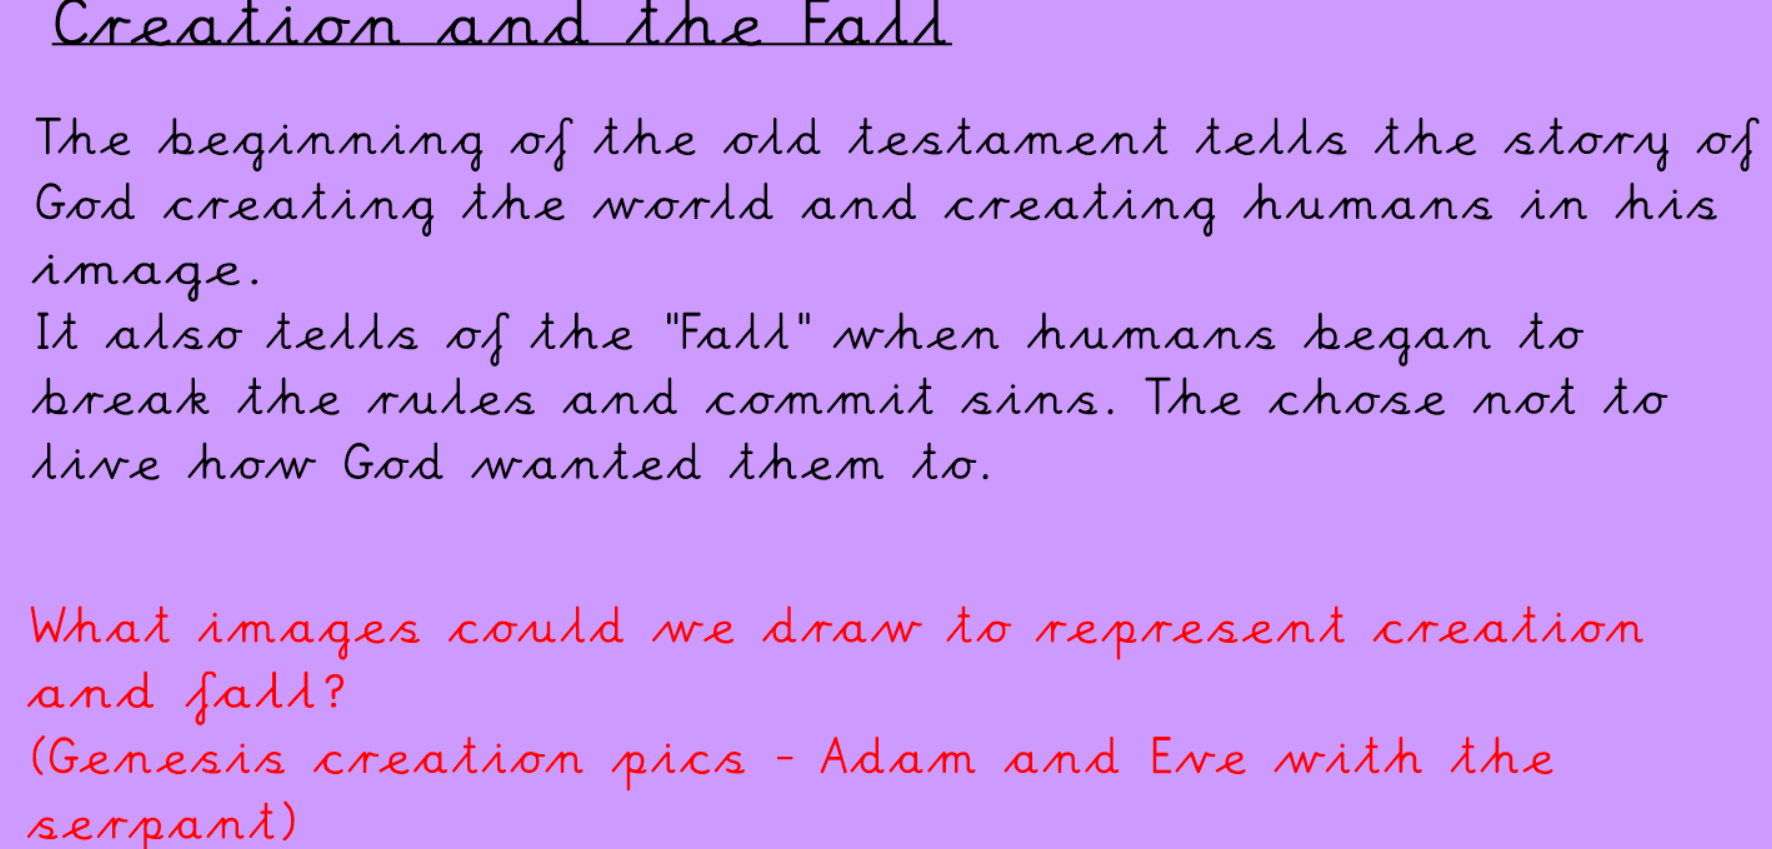 Creation and the Fall
The beginning of the old testament tells the story of
God creating the world and creating humans in his
image.
It also tells of the "Fall" when humans began to
break the rules and commit sins. The chose not to
live how God wanted them to.
What images could we draw to represent creation
and fall?
(Genesis creation pics - Adam and Eve with the
serpant)